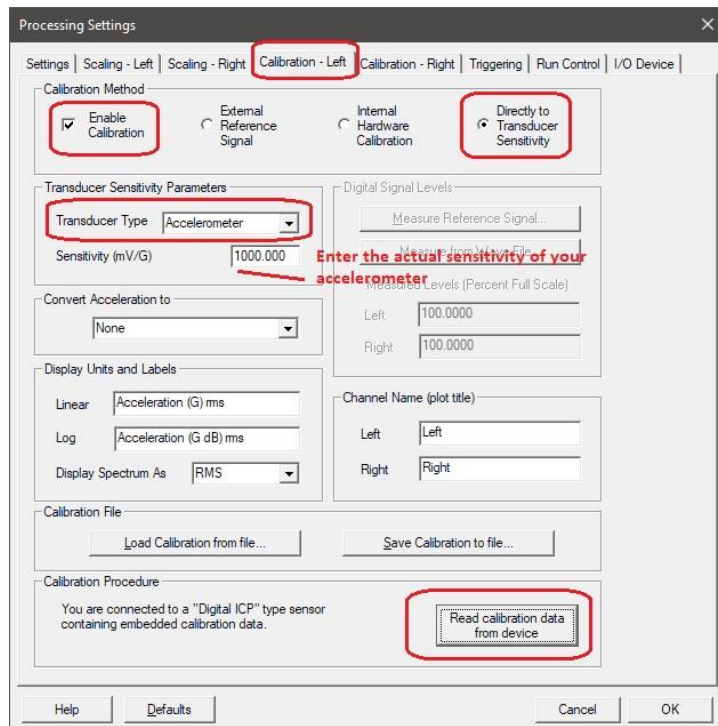 Processing Settings
Settings
Scaling - Left
Scaling - Right
Calibration - Left
Calibration - Right
Triggering
Run Control
I/O Device
Calibration Method
Enable
Calibration
External
Reference
Signal
Internal
Hardware
Calibration
Directly to
Transducer
Sensitivity
Transducer Sensitivity Parameters
Transducer Type
Accelerometer
Sensitivity (mV/G)
1000.000
Enter the actual sensitivity of your
accelerometer
Digital Signal Levels
Measure Reference Signal...
Measure from Wave File...
Measured Levels (Percent Full Scale)
Left
100.0000
Right
100.0000
Convert Acceleration to
None
Display Units and Labels
Linear
Acceleration (G) rms
Log
Acceleration (G dB) rms
Display Spectrum As
RMS
Channel Name (plot title)
Left
Left
Right
Right
Calibration File
Load Calibration from file...
Save Calibration to file...
Calibration Procedure
You are connected to a "Digital ICP" type sensor
containing embedded calibration data.
Read calibration data
from device
Help
Defaults
Cancel
OK